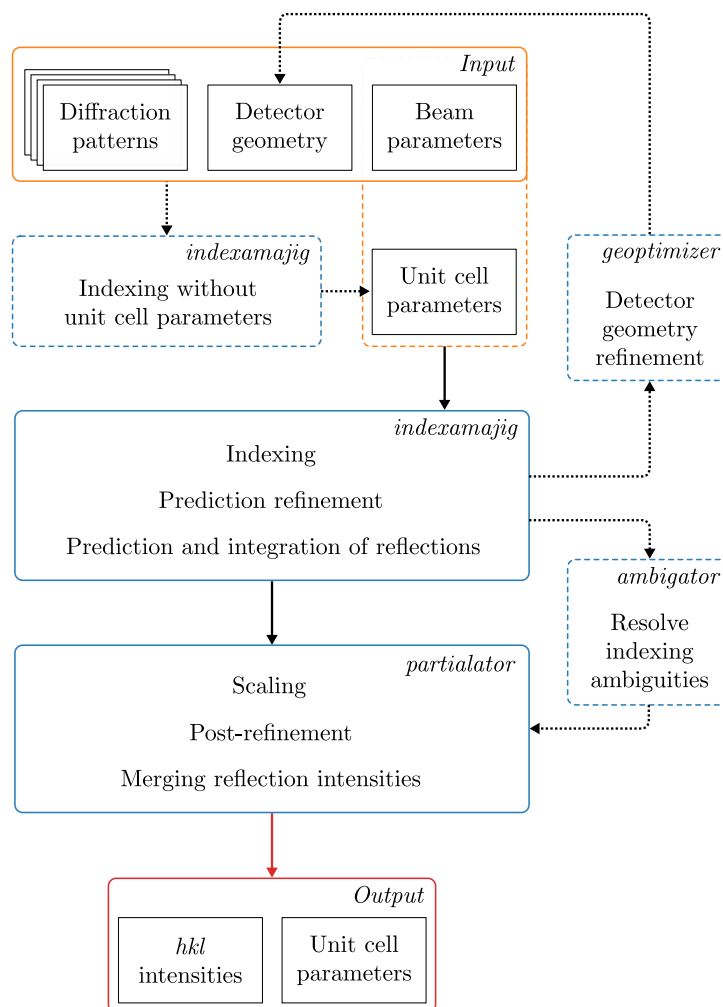 Input
Diffraction
patterns
Detector
geometry
Beam
parameters
indexamajig
Indexing without
unit cell parameters
Unit cell
parameters
geoptimizer
Detector
geometry
refinement
indexamajig
Indexing
Prediction refinement
Prediction and integration of reflections
ambigator
Resolve
indexing
ambiguities
partialator
Scaling
Post-refinement
Merging reflection intensities
Output
hkl
intensities
Unit cell
parameters